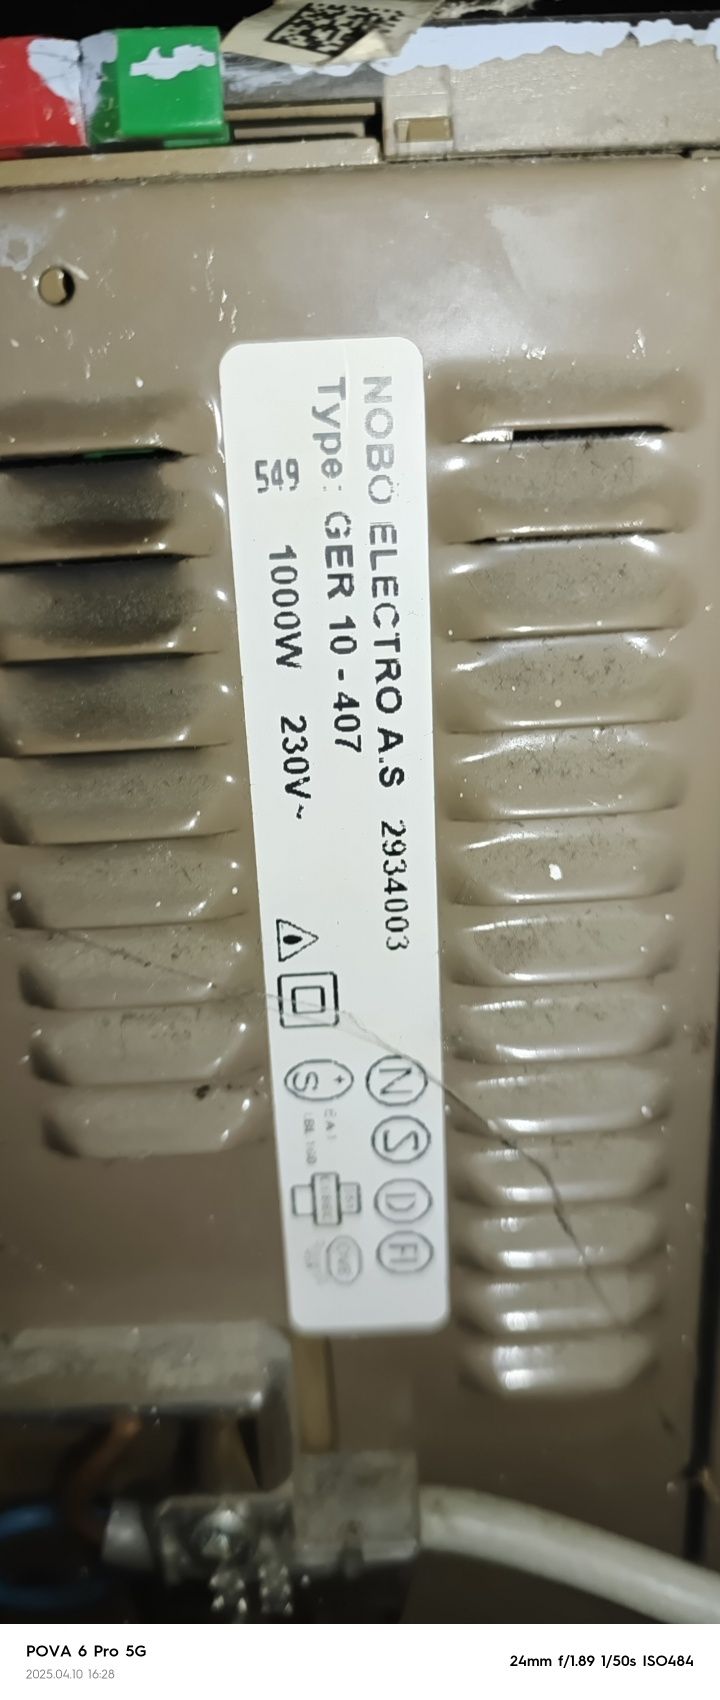 NOBÖ ELECTRO A.S 2934003
Type: GER 10 - 407
549 1000W 230V~
N S D FI
S
POVA 6 Pro 5G
2025.04.10 16:28
24mm f/1.89 1/50s ISO484